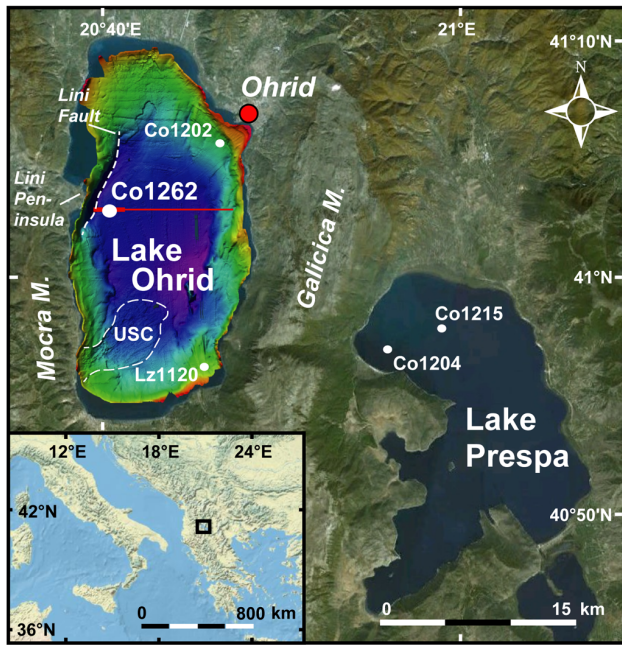 20°40'E
21°E
41°10'N
N
Ohrid
Lini
Fault
Co1202
Lini
Pen-
insula
Co1262
Lake
Ohrid
Galicica M.
41°N
Mocra M.
USC
Co1215
Co1204
Lz1120
Lake
Prespa
12°E
18°E
24°E
42°N
40°50'N
0
800 km
0
15
km
36°N